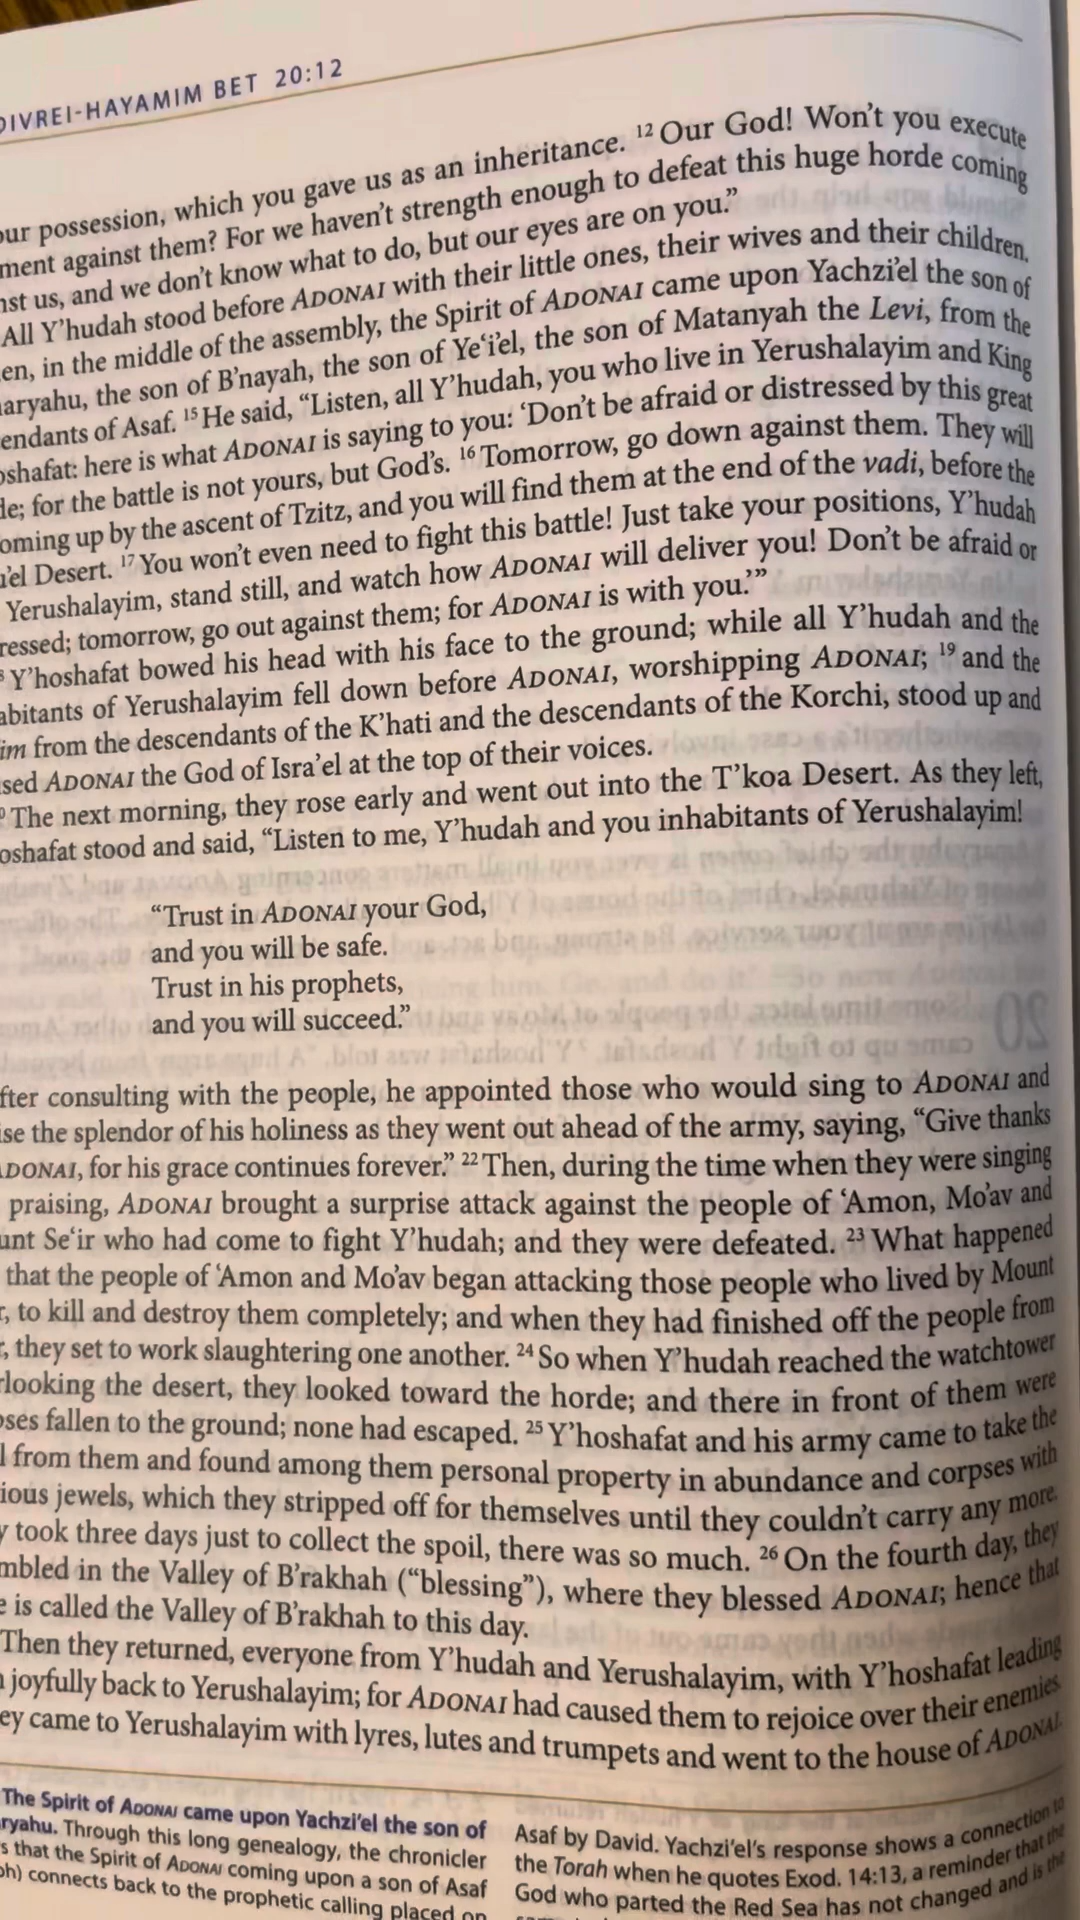 DIVREI-HAYAMIM BET 20:12
our possession, which you gave us as an inheritance. 12 Our God! Won't you execute
ment against them? For we haven't strength enough to defeat this huge horde coming
nst us, and we don't know what to do, but our eyes are on you."
All Y'hudah stood before ADONAI with their little ones, their wives and their children.
en, in the middle of the assembly, the Spirit of ADONAI came upon Yachzi'el the son of
aryahu, the son of B'nayah, the son of Ye'i'el, the son of Matanyah the Levi, from the
endants of Asaf. 15 He said, "Listen, all Y'hudah, you who live in Yerushalayim and King
oshafat: here is what ADONAI is saying to you: 'Don't be afraid or distressed by this great
de; for the battle is not yours, but God's. 16 Tomorrow, go down against them. They will
oming up by the ascent of Tzitz, and you will find them at the end of the vadi, before the
u'el Desert. 17 You won't even need to fight this battle! Just take your positions, Y'hudah
Yerushalayim, stand still, and watch how ADONAI will deliver you! Don't be afraid or
ressed; tomorrow, go out against them; for ADONAI is with you.'"
8 Y'hoshafat bowed his head with his face to the ground; while all Y'hudah and the
abitants of Yerushalayim fell down before ADONAI, worshipping ADONAI; 19 and the
im from the descendants of the K'hati and the descendants of the Korchi, stood up and
sed ADONAI the God of Isra'el at the top of their voices.
0 The next morning, they rose early and went out into the T'koa Desert. As they left,
oshafat stood and said, "Listen to me, Y'hudah and you inhabitants of Yerushalayim!
"Trust in ADONAI your God,
and you will be safe.
Trust in his prophets,
and you will succeed."
fter consulting with the people, he appointed those who would sing to ADONAI and
ise the splendor of his holiness as they went out ahead of the army, saying, "Give thanks
ADONAI, for his grace continues forever." 22 Then, during the time when they were singing
praising, ADONAI brought a surprise attack against the people of 'Amon, Mo'av and
unt Se'ir who had come to fight Y'hudah; and they were defeated. 23 What happened
that the people of 'Amon and Mo'av began attacking those people who lived by Mount
r, to kill and destroy them completely; and when they had finished off the people from
r, they set to work slaughtering one another. 24 So when Y'hudah reached the watchtower
rlooking the desert, they looked toward the horde; and there in front of them were
pses fallen to the ground; none had escaped. 25 Y'hoshafat and his army came to take the
l from them and found among them personal property in abundance and corpses with
ious jewels, which they stripped off for themselves until they couldn't carry any more.
y took three days just to collect the spoil, there was so much. 26 On the fourth day, they
mbled in the Valley of B'rakhah ("blessing"), where they blessed ADONAI; hence that
e is called the Valley of B'rakhah to this day.
Then they returned, everyone from Y'hudah and Yerushalayim, with Y'hoshafat leading
n joyfully back to Yerushalayim; for ADONAI had caused them to rejoice over their enemies.
ey came to Yerushalayim with lyres, lutes and trumpets and went to the house of ADONAI.
The Spirit of ADONAI came upon Yachzi'el the son of
ryahu. Through this long genealogy, the chronicler
s that the Spirit of ADONAI coming upon a son of Asaf
ph) connects back to the prophetic calling placed on
Asaf by David. Yachzi'el's response shows a connection to
the Torah when he quotes Exod. 14:13, a reminder that the
God who parted the Red Sea has not changed and is the